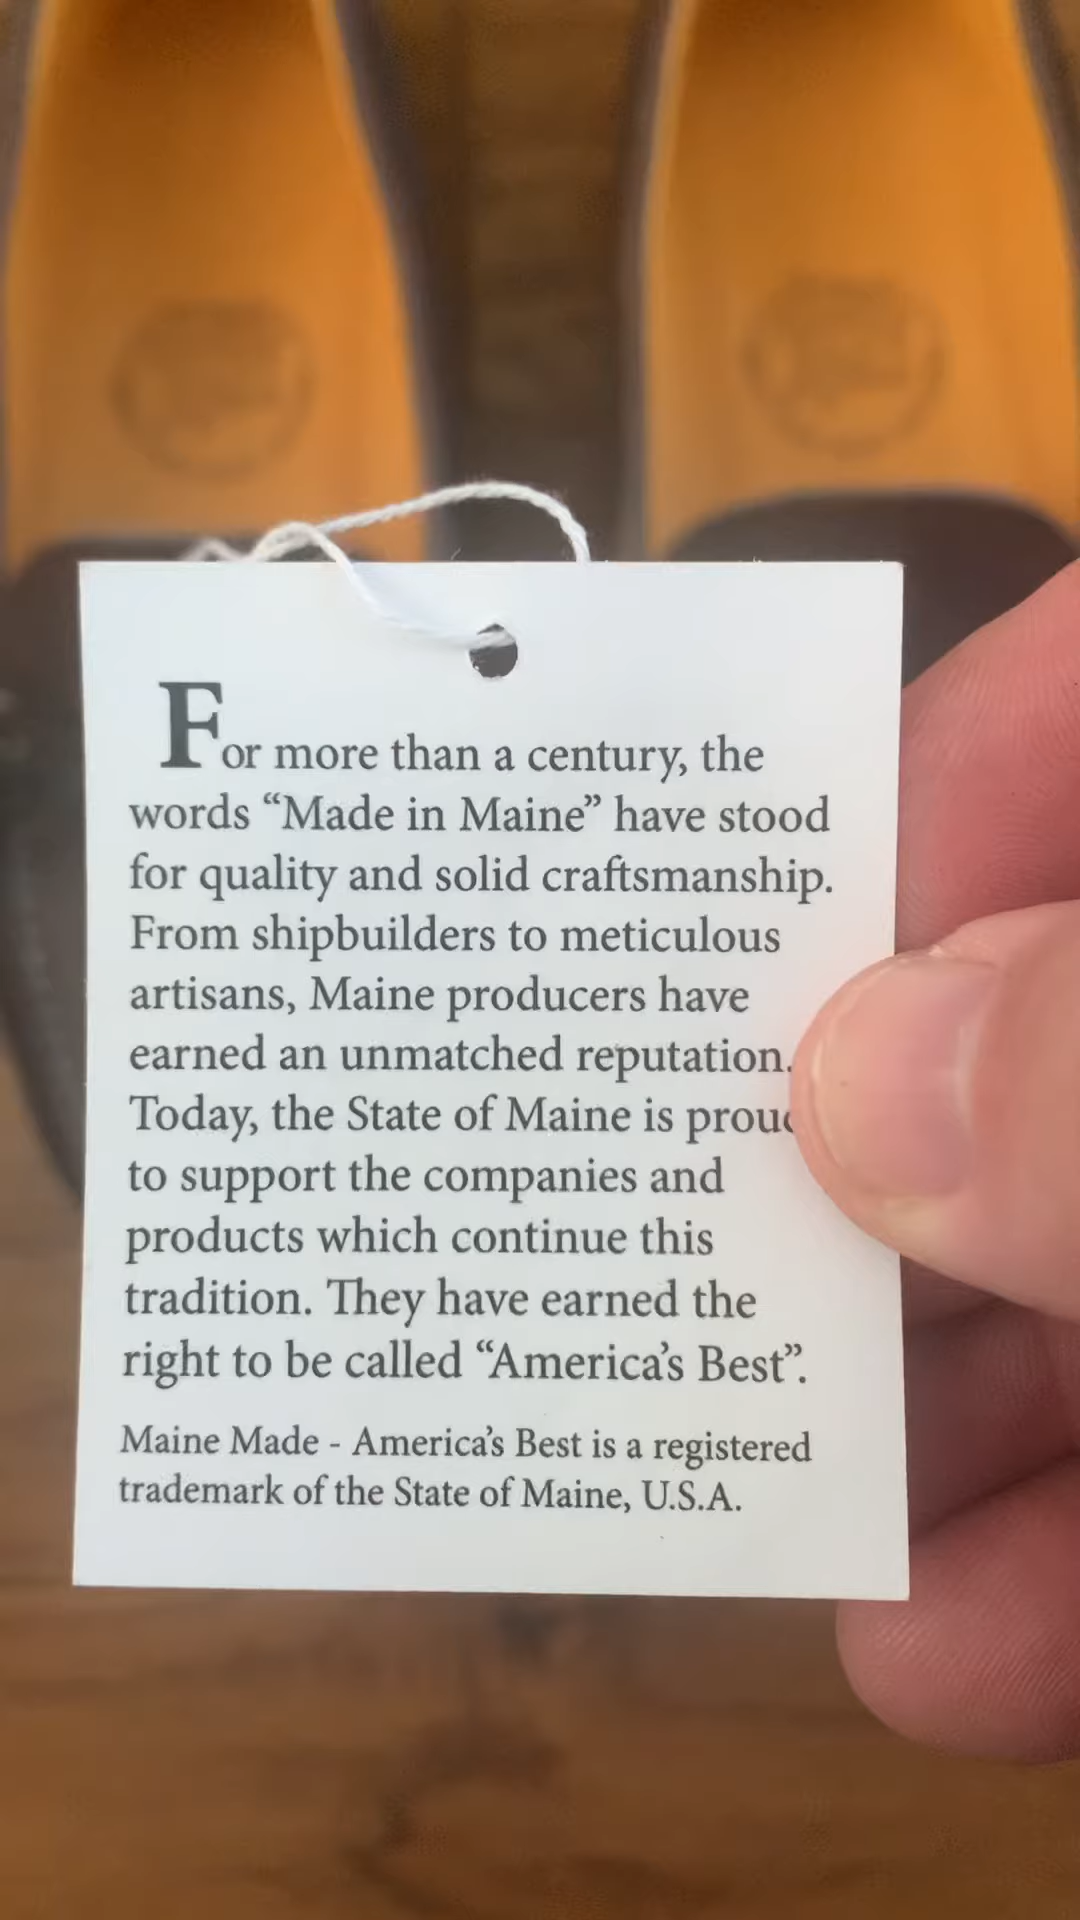 For more than a century, the
words “Made in Maine” have stood
for quality and solid craftsmanship.
From shipbuilders to meticulous
artisans, Maine producers have
earned an unmatched reputation.
Today, the State of Maine is proud
to support the companies and
products which continue this
tradition. They have earned the
right to be called “America’s Best”.
Maine Made - America’s Best is a registered
trademark of the State of Maine, U.S.A.